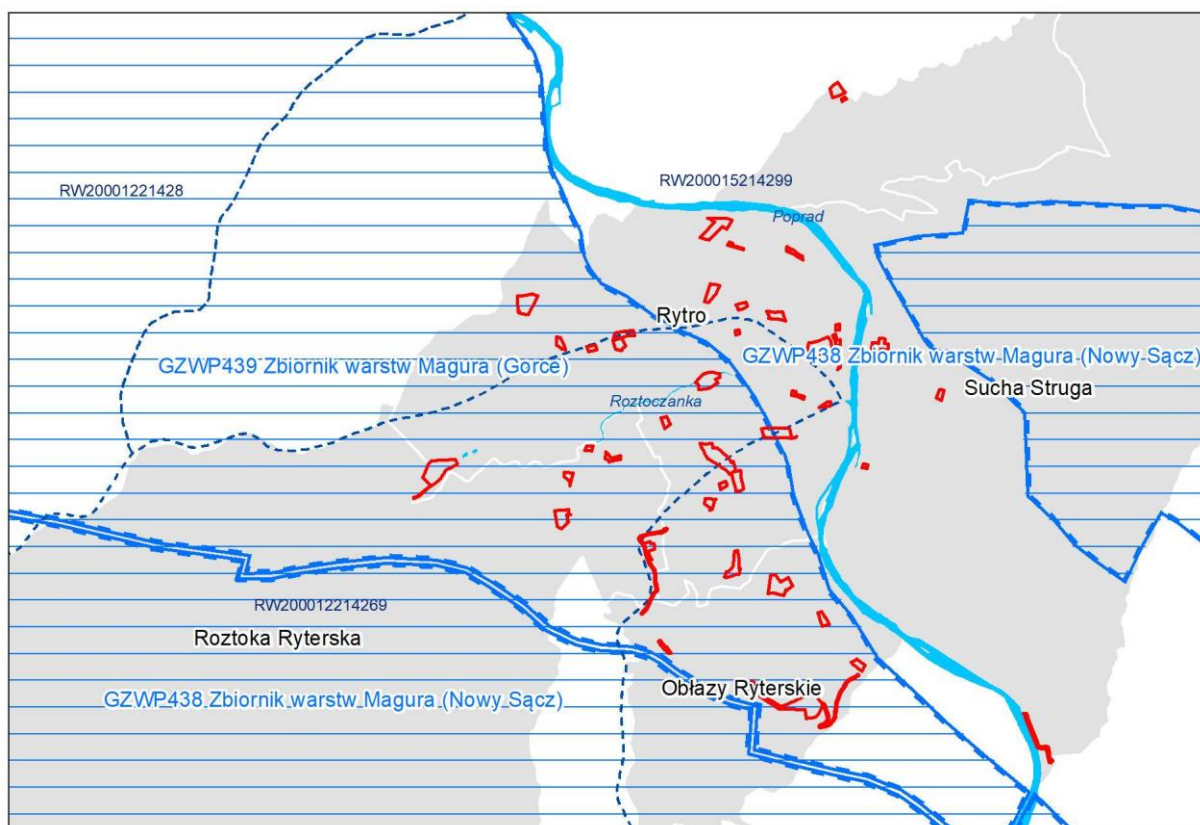 RW20001221428
RW200015214299
Poprad
Rytro
GZWP439 Zbiornik warstw Magura (Gorce)
GZWP438 Zbiornik warstw Magura (Nowy Sącz)
Sucha Struga
Roztoczanka
RW200012214269
Roztoka Ryterska
Obłazy Ryterskie
GZWP438 Zbiornik warstw Magura (Nowy Sącz)